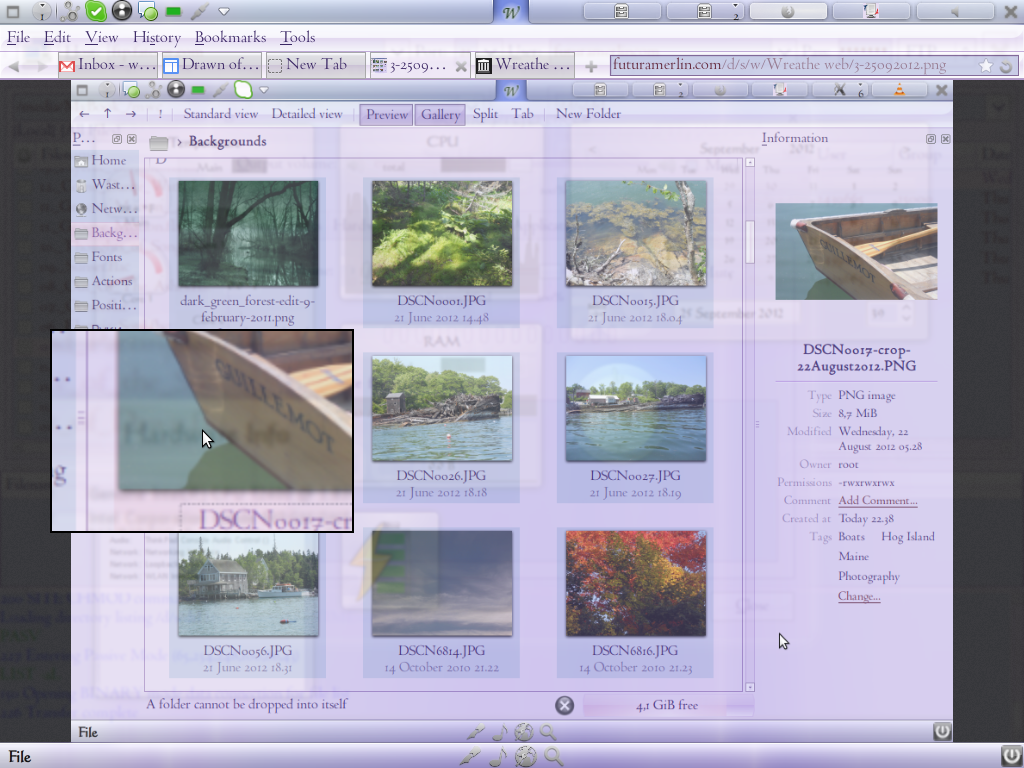 W
2
File Edit View History Bookmarks Tools
Inbox - w... Drawn of... New Tab 3-2509... Wreathe ...
futuramerlin.com/d/s/w/Wreathe web/3-25092012.png
W
2 6
! Standard view Detailed view Preview Gallery Split Tab New Folder
P...
Information
› Backgrounds
CPU
Home
Wast...
Netw...
Backg...
Fonts
Actions
Positi...
dark_green_forest-edit-9-
february-2011.png
DSCN0001.JPG
21 June 2012 14.48
DSCN0015.JPG
21 June 2012 18.04
RAM
GUILLEMOT
DSCN0017-cr
DSCN0026.JPG
21 June 2012 18.18
DSCN0027.JPG
21 June 2012 18.19
DSCN0056.JPG
21 June 2012 18.31
DSCN6814.JPG
14 October 2010 21.22
DSCN6816.JPG
14 October 2010 21.23
GUILLEMOT
DSCN0017-crop-
22August2012.PNG
Type PNG image
Size 8,7 MiB
Modified Wednesday, 22
August 2012 05.28
Owner root
Permissions -rwxrwxrwx
Comment Add Comment...
Created at Today 22.38
Tags Boats Hog Island
Maine
Photography
Change...
A folder cannot be dropped into itself
4,1 GiB free
File
File